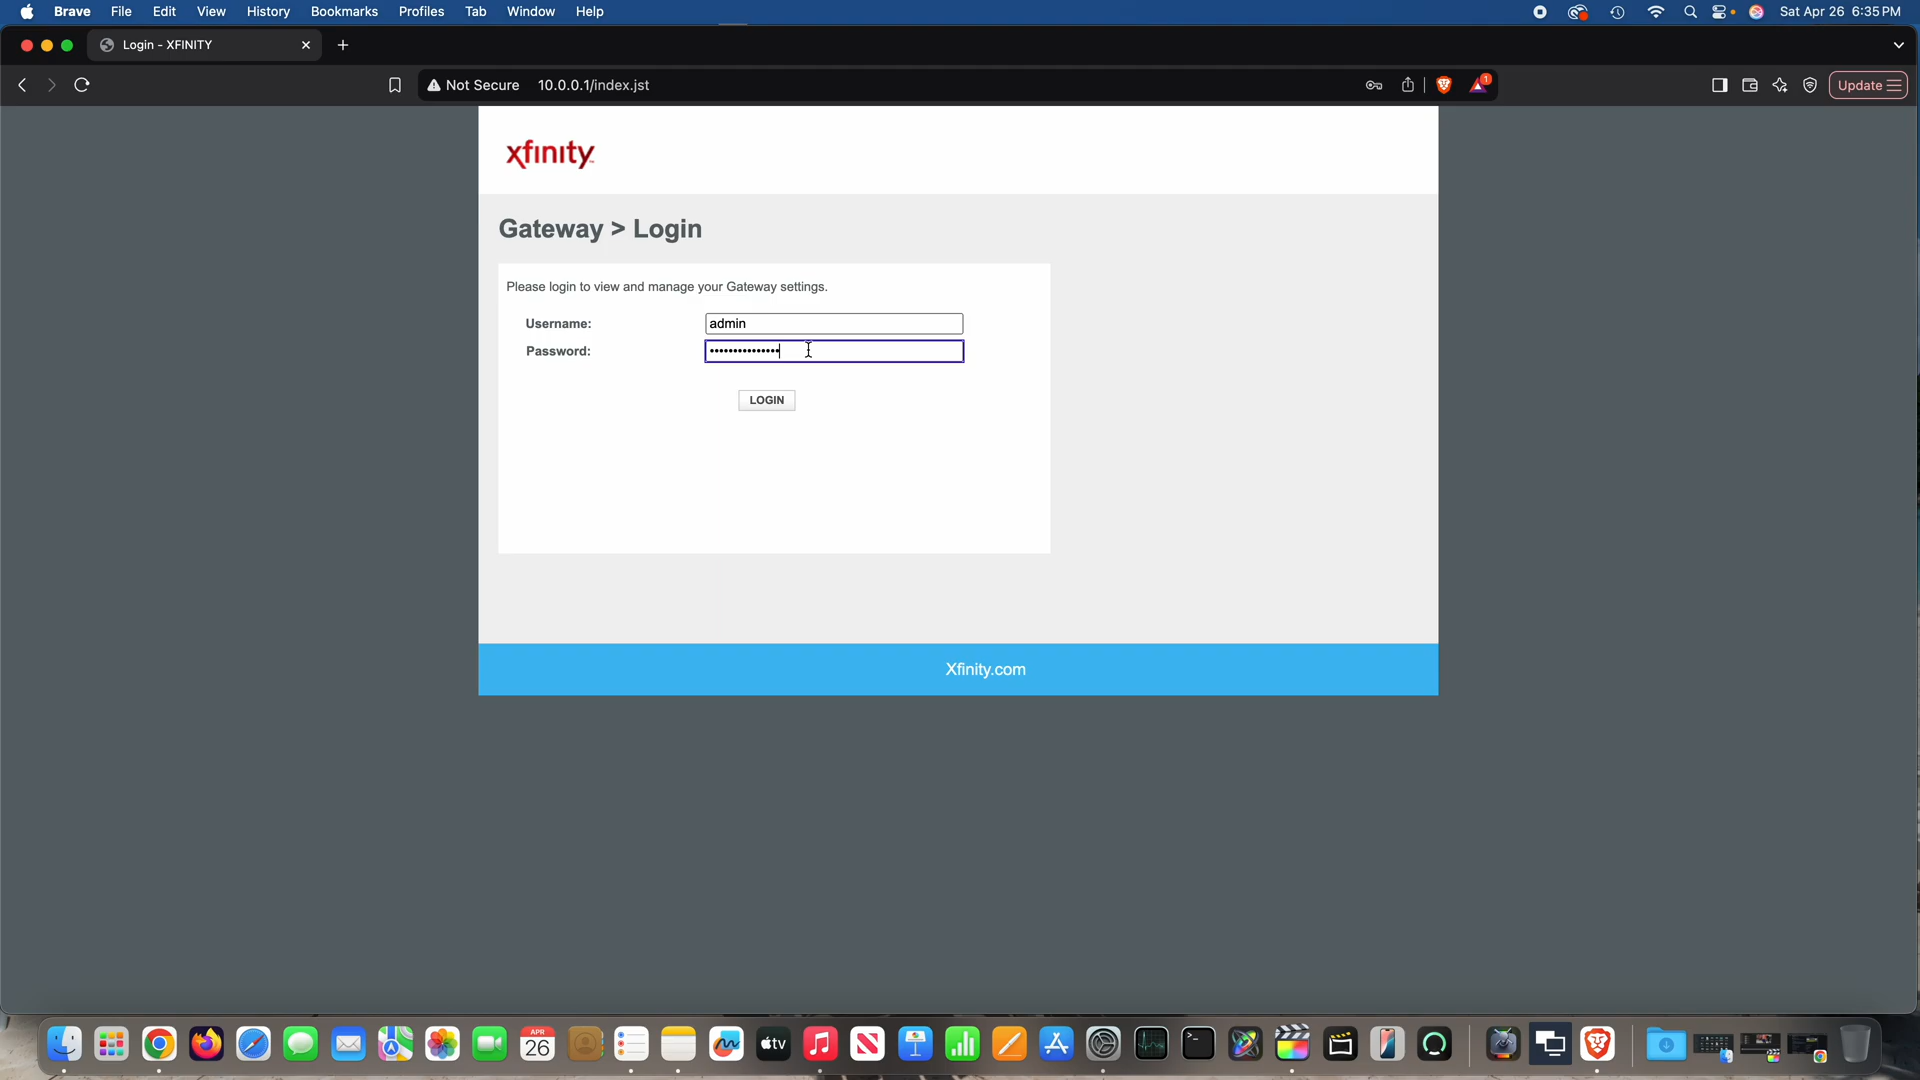 Brave File Edit View History Bookmarks Profiles Tab Window Help Sat Apr 26 6:35 PM
Login - XFINITY
Not Secure 10.0.0.1/index.jst 1 Update
xfinity
Gateway > Login
Please login to view and manage your Gateway settings.
Username: admin
Password: •••••••••••••••
LOGIN
Xfinity.com
APR
26
tv